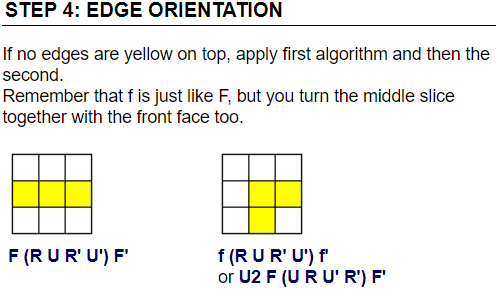 STEP 4: EDGE ORIENTATION
If no edges are yellow on top, apply first algorithm and then the
second.
Remember that f is just like F, but you turn the middle slice
together with the front face too.
F (R U R' U') F'
f (R U R' U') f'
or U2 F (U R U' R') F'